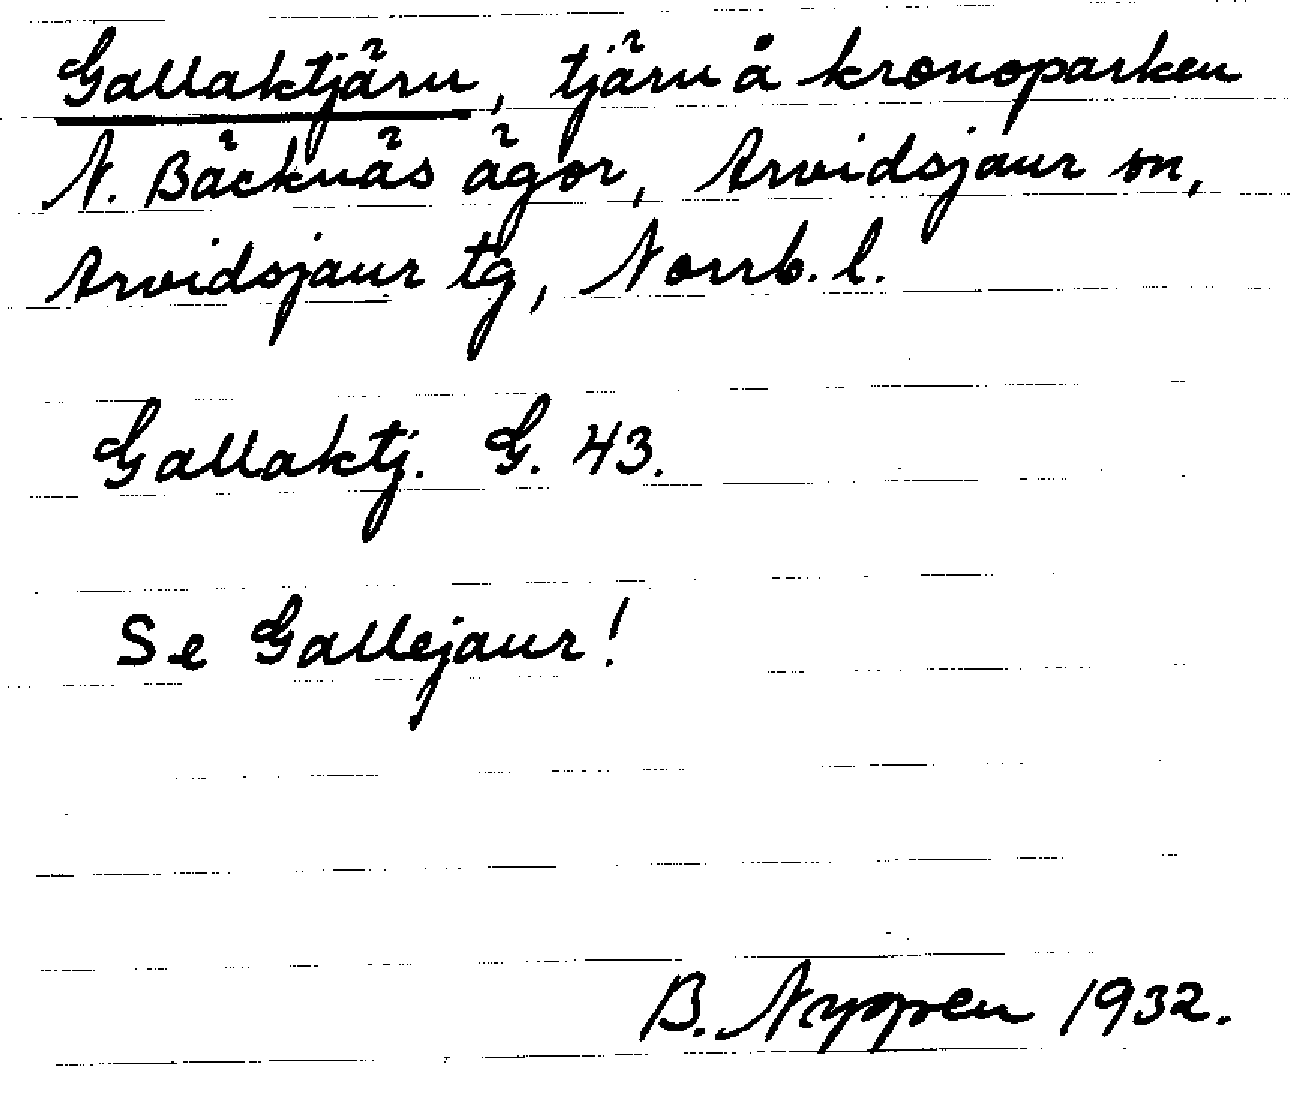 Gallaktjärn, tjärn å kronoparken
N. Bäcknäs ägor, Arvidsjaur sn,
Arvidsjaur tg, Norrb. l.
Gallaktj. G. 43.
Se Gallejaur!
B. Nyppen 1932.